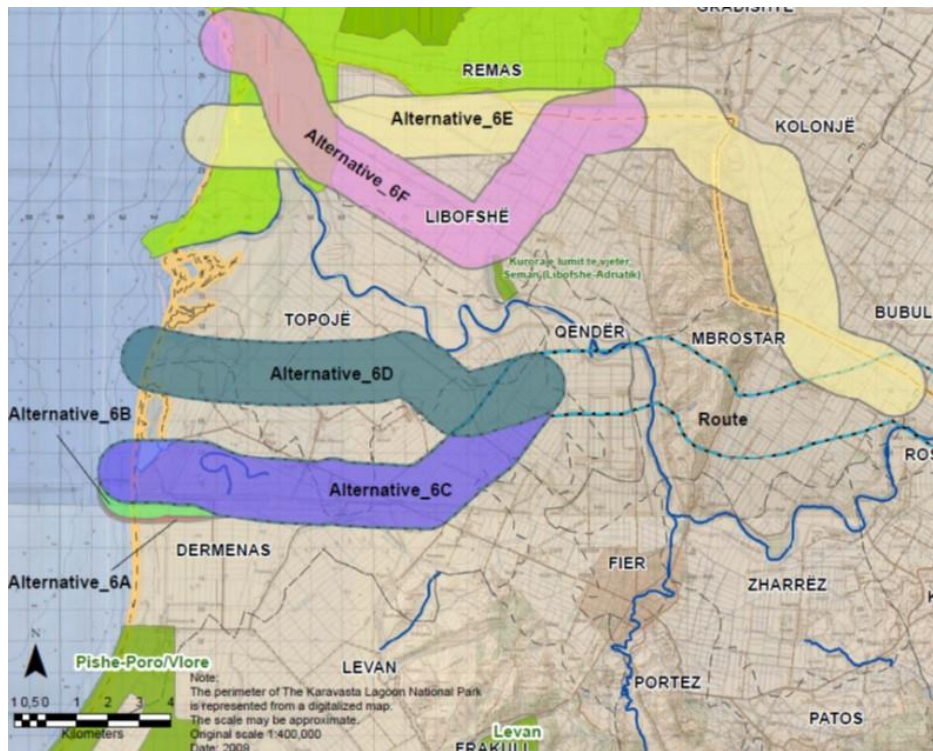 GRADISHTE
REMAS
Alternative_6E
KOLONJË
Alternative_6F
LIBOFSHË
Kurora e lumit te vjeter
Seman (Libofshe-Adriatik)
TOPOJË
QENDËR
MBROSTAR
BUBUL
Alternative_6D
Alternative_6B
Route
ROS
Alternative_6C
DERMENAS
Alternative_6A
FIER
ZHARRËZ
K
N
Pishe-Poro/Vlore
LEVAN
PORTEZ
Note:
The perimeter of The Karavasta Lagoon National Park
is represented from a digitalized map.
The scale may be approximate.
Original scale 1:400,000
Date: 2009
1 0,5 0 1 2 3 4
Kilometers
PATOS
Levan
FRAKULL